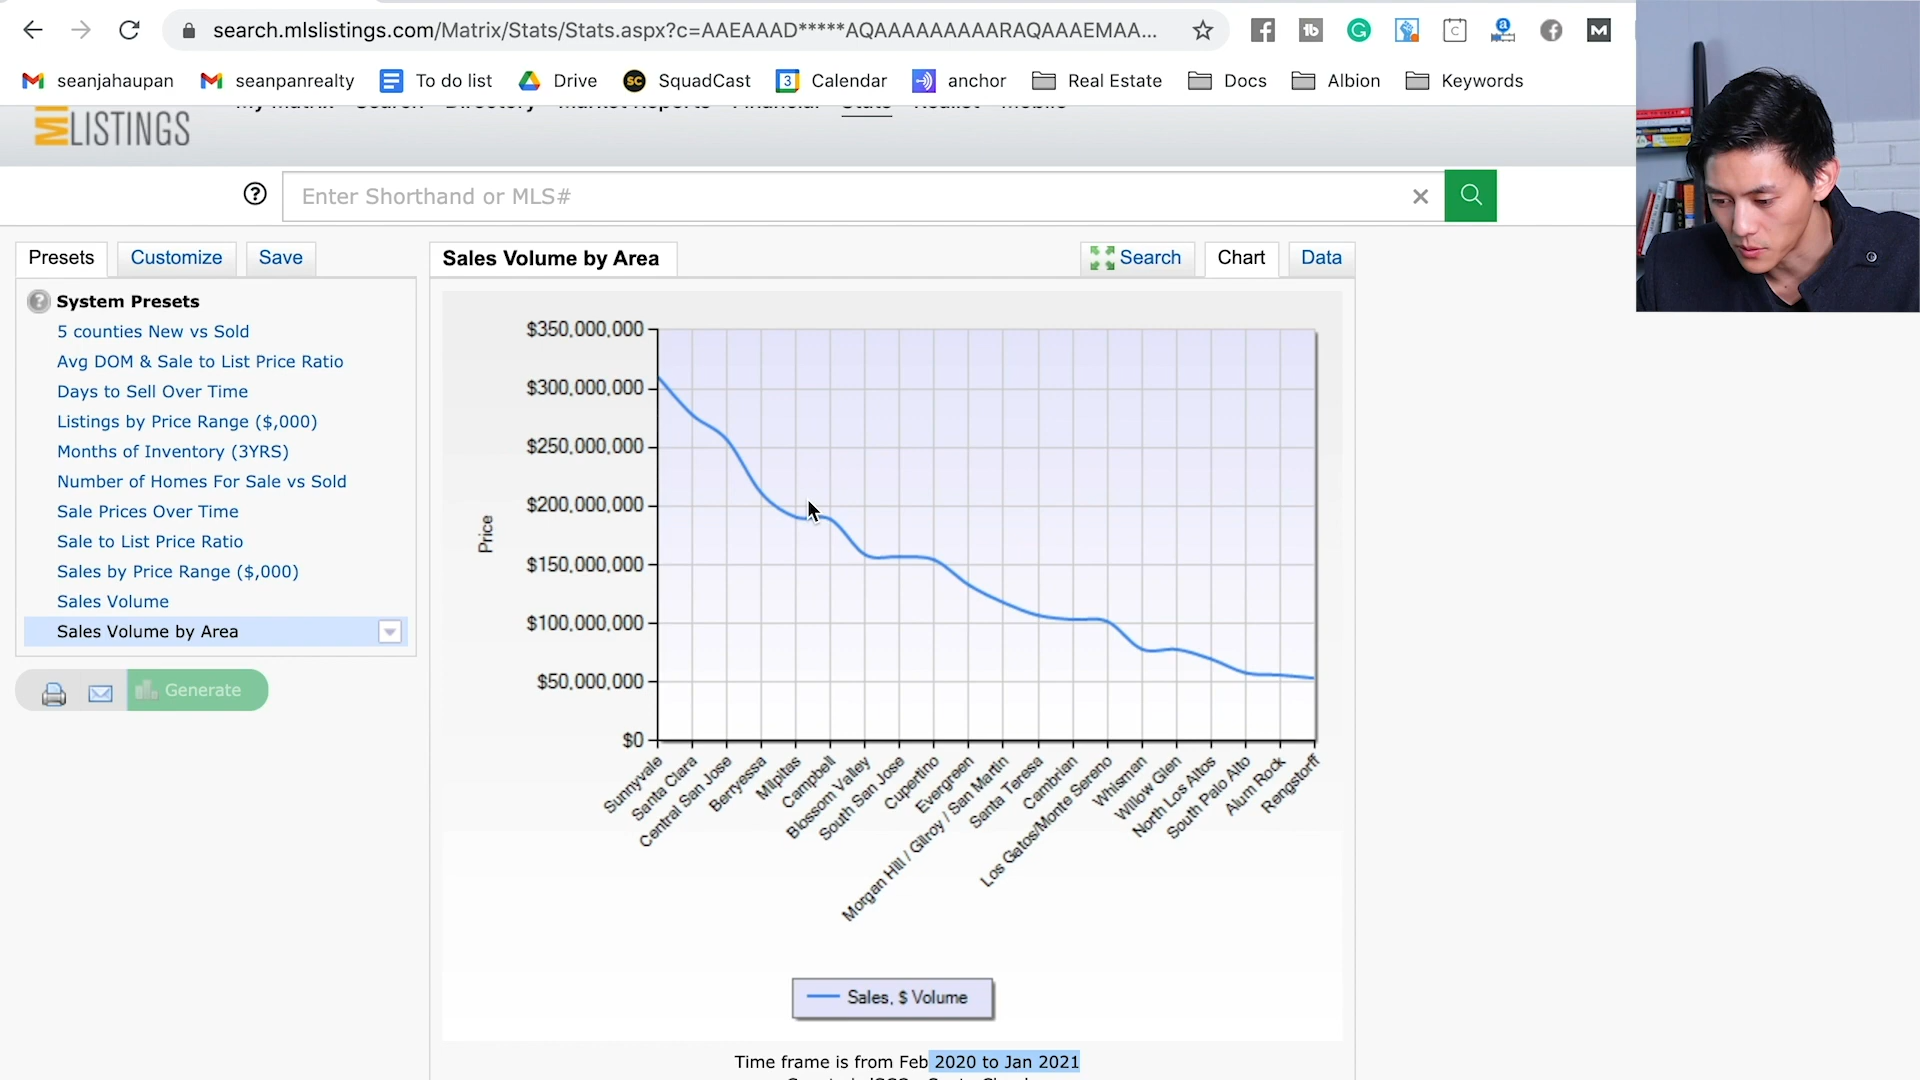 search.mlslistings.com/Matrix/Stats/Stats.aspx?c=AAEAAAD*****AQAAAAAAAAARAQAAAEMAA...
seanjahaupan seanpanrealty To do list Drive SquadCast Calendar anchor Real Estate Docs Albion Keywords
LISTINGS
Enter Shorthand or MLS#
Presets Customize Save
Sales Volume by Area Search Chart Data
System Presets
5 counties New vs Sold
Avg DOM & Sale to List Price Ratio
Days to Sell Over Time
Listings by Price Range ($,000)
Months of Inventory (3YRS)
Number of Homes For Sale vs Sold
Sale Prices Over Time
Sale to List Price Ratio
Sales by Price Range ($,000)
Sales Volume
Sales Volume by Area
Generate
$350,000,000
$300,000,000
$250,000,000
$200,000,000
$150,000,000
$100,000,000
$50,000,000
$0
Price
Sunnyvale
Santa Clara
Central San Jose
Berryessa
Milpitas
Campbell
Blossom Valley
South San Jose
Cupertino
Evergreen
Morgan Hill / Gilroy / San Martin
Santa Teresa
Cambrian
Los Gatos/Monte Sereno
Whisman
Willow Glen
North Los Altos
South Palo Alto
Alum Rock
Rengstorff
Sales, $ Volume
Time frame is from Feb 2020 to Jan 2021